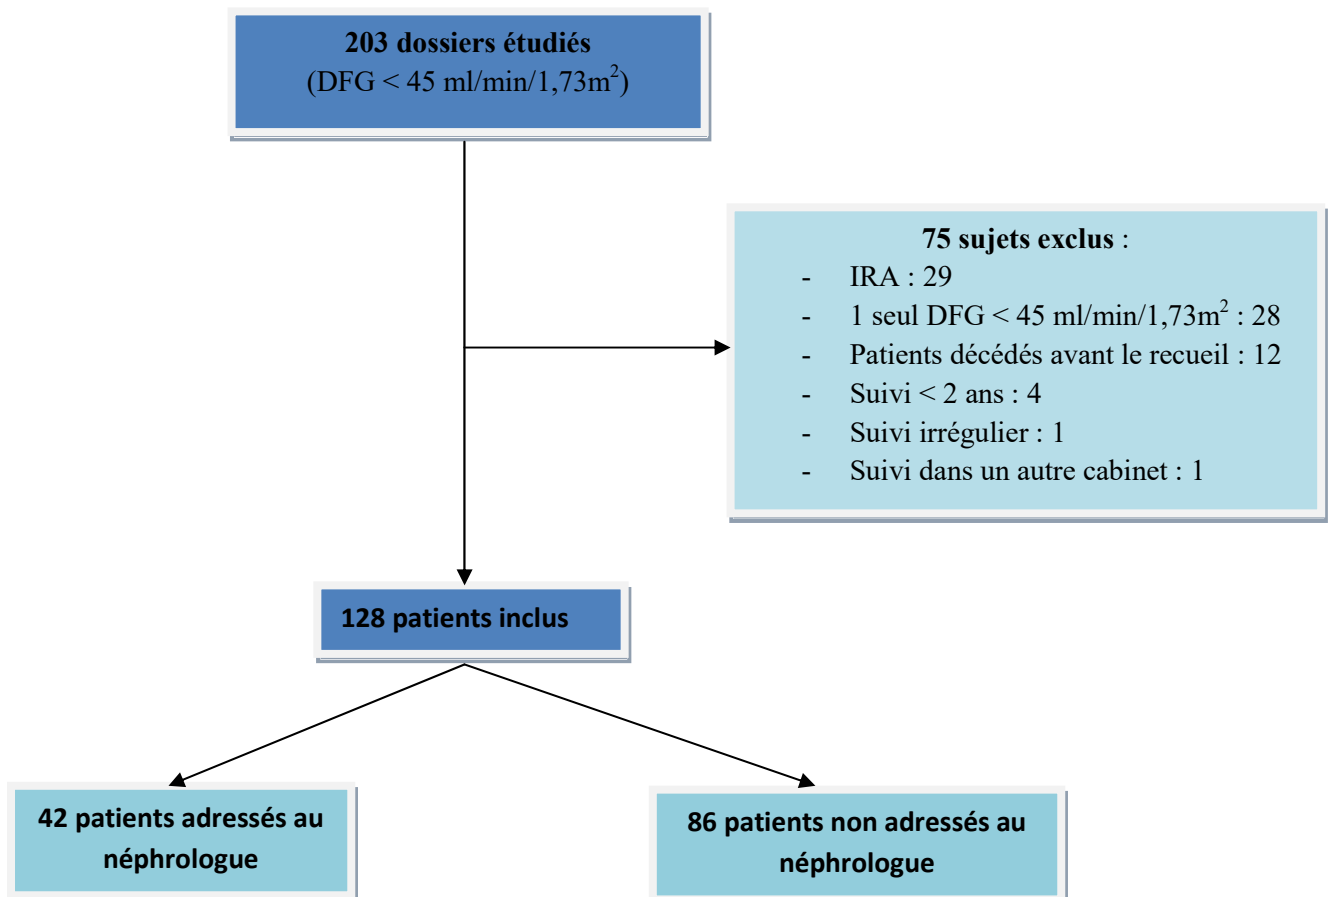 203 dossiers étudiés
(DFG < 45 ml/min/1,73m²)
75 sujets exclus :
- IRA : 29
- 1 seul DFG < 45 ml/min/1,73m² : 28
- Patients décédés avant le recueil : 12
- Suivi < 2 ans : 4
- Suivi irrégulier : 1
- Suivi dans un autre cabinet : 1
128 patients inclus
42 patients adressés au
néphrologue
86 patients non adressés au
néphrologue